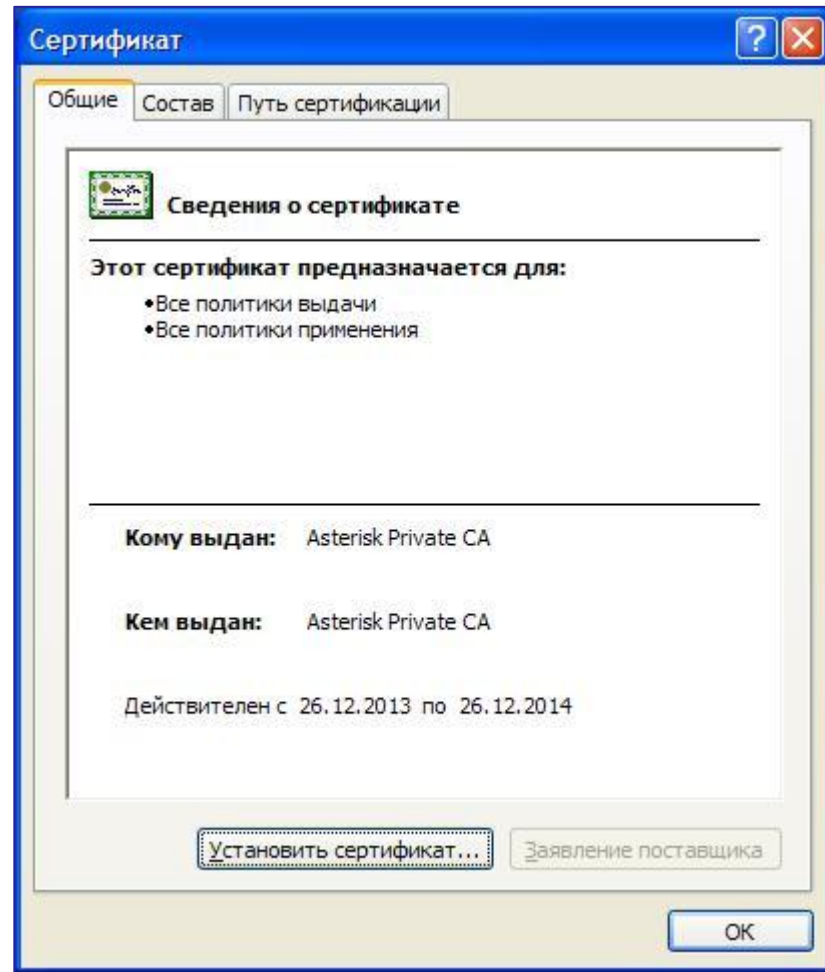 Сертификат
Общие Состав Путь сертификации
Сведения о сертификате
Этот сертификат предназначается для:
•Все политики выдачи
•Все политики применения
Кому выдан: Asterisk Private CA
Кем выдан: Asterisk Private CA
Действителен с 26.12.2013 по 26.12.2014
Установить сертификат... Заявление поставщика
ОК